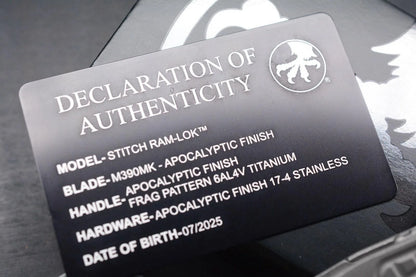 DECLARATION OF
AUTHENTICITY
®
MODEL- STITCH RAM-LOK™
BLADE- M390MK - APOCALYPTIC FINISH
HANDLE- APOCALYPTIC FINISH
FRAG PATTERN 6AL4V TITANIUM
HARDWARE- APOCALYPTIC FINISH 17-4 STAINLESS
DATE OF BIRTH-07/2025